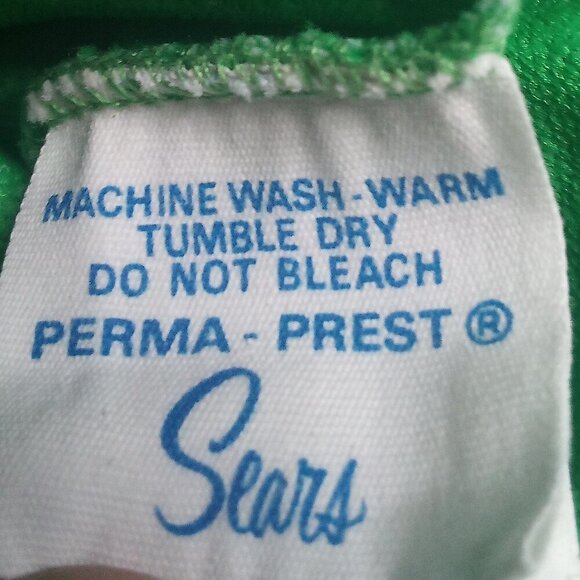 MACHINE WASH-WARM
TUMBLE DRY
DO NOT BLEACH
PERMA-PREST®
Sears